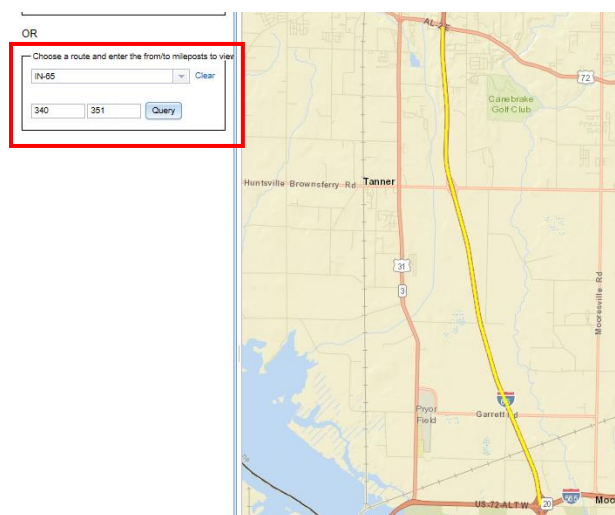 OR
Choose a route and enter the from/to mileposts to view
IN-65
Clear
340
351
Query
AL-2 E
72
Canebrake
Golf Club
Huntsville Brownsferry Rd
Tanner
31
3
Mooresville Rd
Pryor
Field
Garrett Rd
65
US-72-ALT W
20
565
Moo